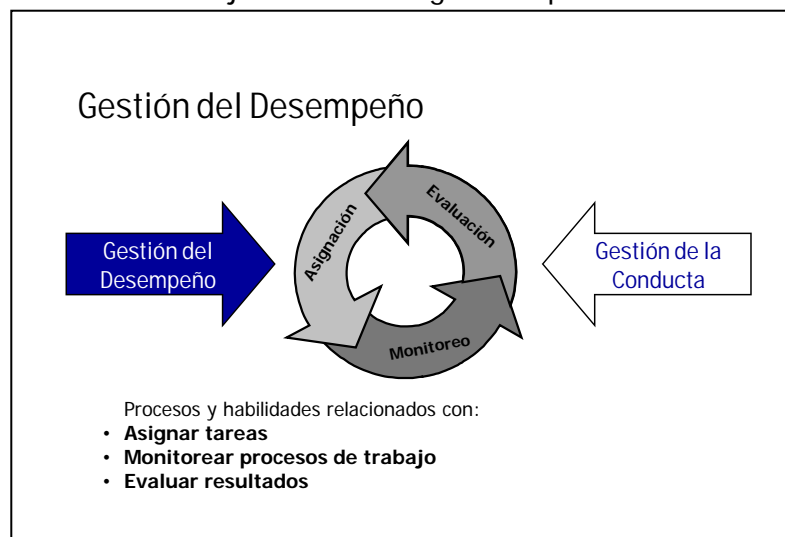 Gestión del Desempeño
Evaluación
Asignación
Gestión del
Desempeño
Gestión de la
Conducta
Monitoreo
Procesos y habilidades relacionados con:
• Asignar tareas
• Monitorear procesos de trabajo
• Evaluar resultados